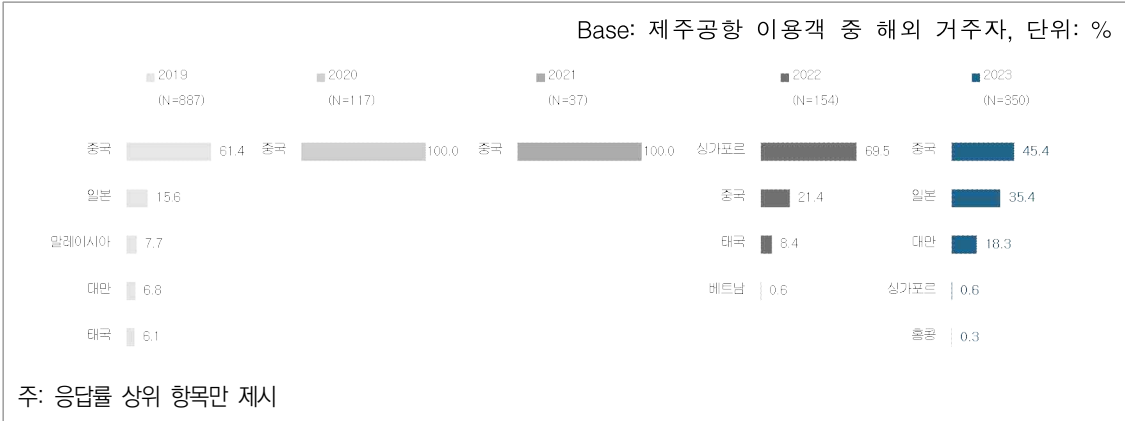 Base: 제주공항 이용객 중 해외 거주자, 단위: %
2019 2020 2021 2022 2023
(N=887) (N=117) (N=37) (N=154) (N=350)
중국 61.4 중국 100.0 중국 100.0 싱가포르 69.5 중국 45.4
일본 15.6 중국 21.4 일본 35.4
말레이시아 7.7 태국 8.4 대만 18.3
대만 6.8 베트남 0.6 싱가포르 0.6
태국 6.1 홍콩 0.3
주: 응답률 상위 항목만 제시